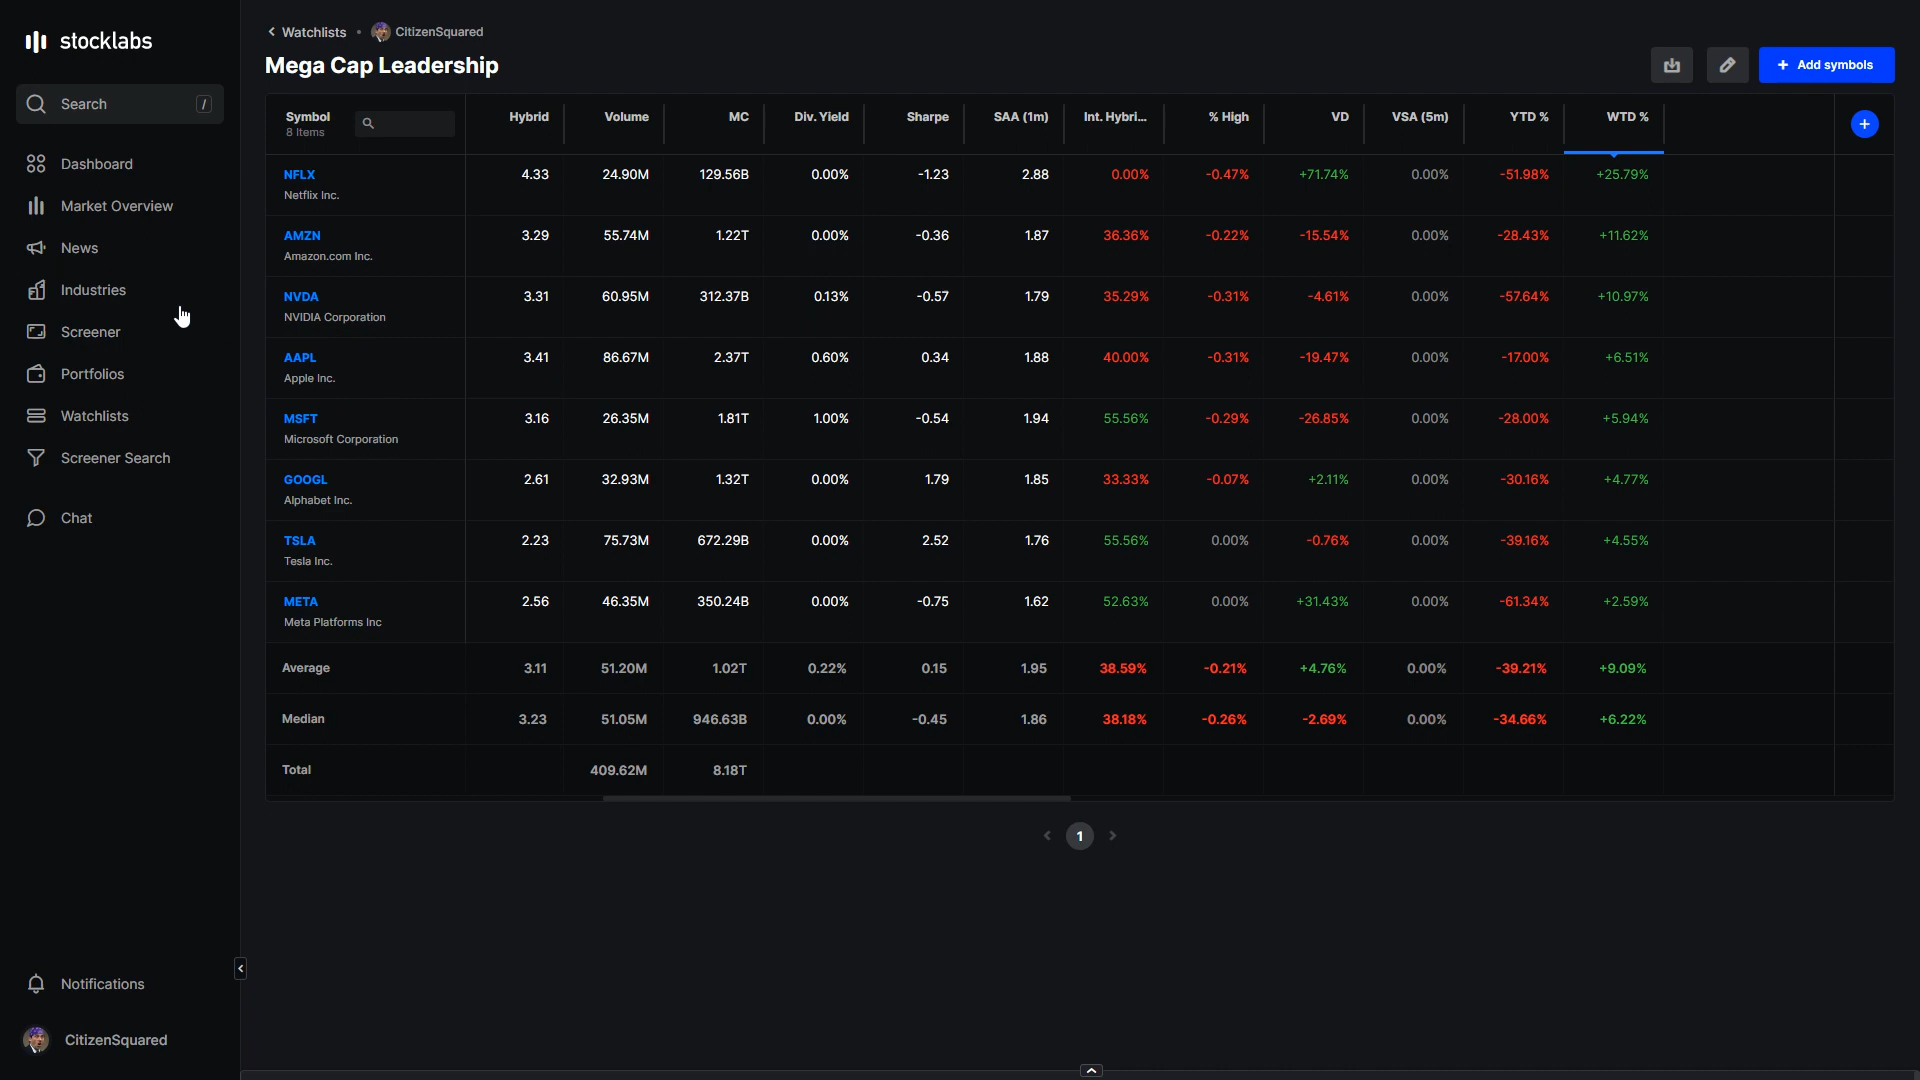 stocklabs
Search /
Dashboard
Market Overview
News
Industries
Screener
Portfolios
Watchlists
Screener Search
Chat
Notifications
CitizenSquared
Watchlists • CitizenSquared
Mega Cap Leadership
+ Add symbols
Symbol Hybrid Volume MC Div. Yield Sharpe SAA (1m) Int. Hybri... % High VD VSA (5m) YTD % WTD %
8 Items
NFLX 4.33 24.90M 129.56B 0.00% -1.23 2.88 0.00% -0.47% +71.74% 0.00% -51.98% +25.79%
Netflix Inc.
AMZN 3.29 55.74M 1.22T 0.00% -0.36 1.87 36.36% -0.22% -15.54% 0.00% -28.43% +11.62%
Amazon.com Inc.
NVDA 3.31 60.95M 312.37B 0.13% -0.57 1.79 35.29% -0.31% -4.61% 0.00% -57.64% +10.97%
NVIDIA Corporation
AAPL 3.41 86.67M 2.37T 0.60% 0.34 1.88 40.00% -0.31% -19.47% 0.00% -17.00% +6.51%
Apple Inc.
MSFT 3.16 26.35M 1.81T 1.00% -0.54 1.94 55.56% -0.29% -26.85% 0.00% -28.00% +5.94%
Microsoft Corporation
GOOGL 2.61 32.93M 1.32T 0.00% 1.79 1.85 33.33% -0.07% +2.11% 0.00% -30.16% +4.77%
Alphabet Inc.
TSLA 2.23 75.73M 672.29B 0.00% 2.52 1.76 55.56% 0.00% -0.76% 0.00% -39.16% +4.55%
Tesla Inc.
META 2.56 46.35M 350.24B 0.00% -0.75 1.62 52.63% 0.00% +31.43% 0.00% -61.34% +2.59%
Meta Platforms Inc
Average 3.11 51.20M 1.02T 0.22% 0.15 1.95 38.59% -0.21% +4.76% 0.00% -39.21% +9.09%
Median 3.23 51.05M 946.63B 0.00% -0.45 1.86 38.18% -0.26% -2.69% 0.00% -34.66% +6.22%
Total 409.62M 8.18T
1